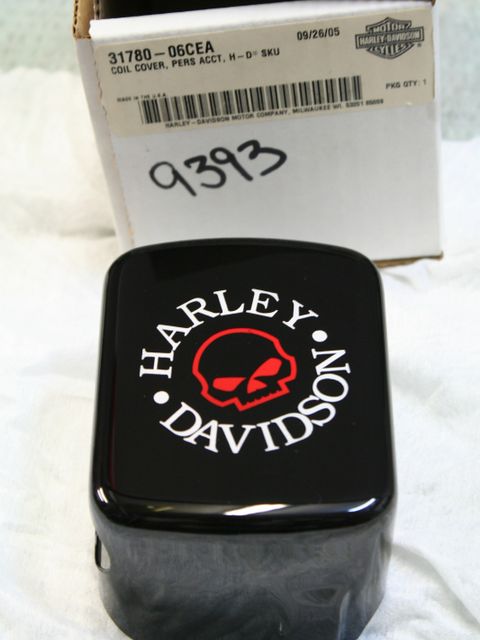 31780-06CEA
09/26/05
COIL COVER, PERS ACCT, H-D® SKU
MOTOR
HARLEY-DAVIDSON
CYCLES
MADE IN THE U.S.A.
PKG QTY: 1
HARLEY-DAVIDSON MOTOR COMPANY, MILWAUKEE WI. 53201
9393
HARLEY
DAVIDSON